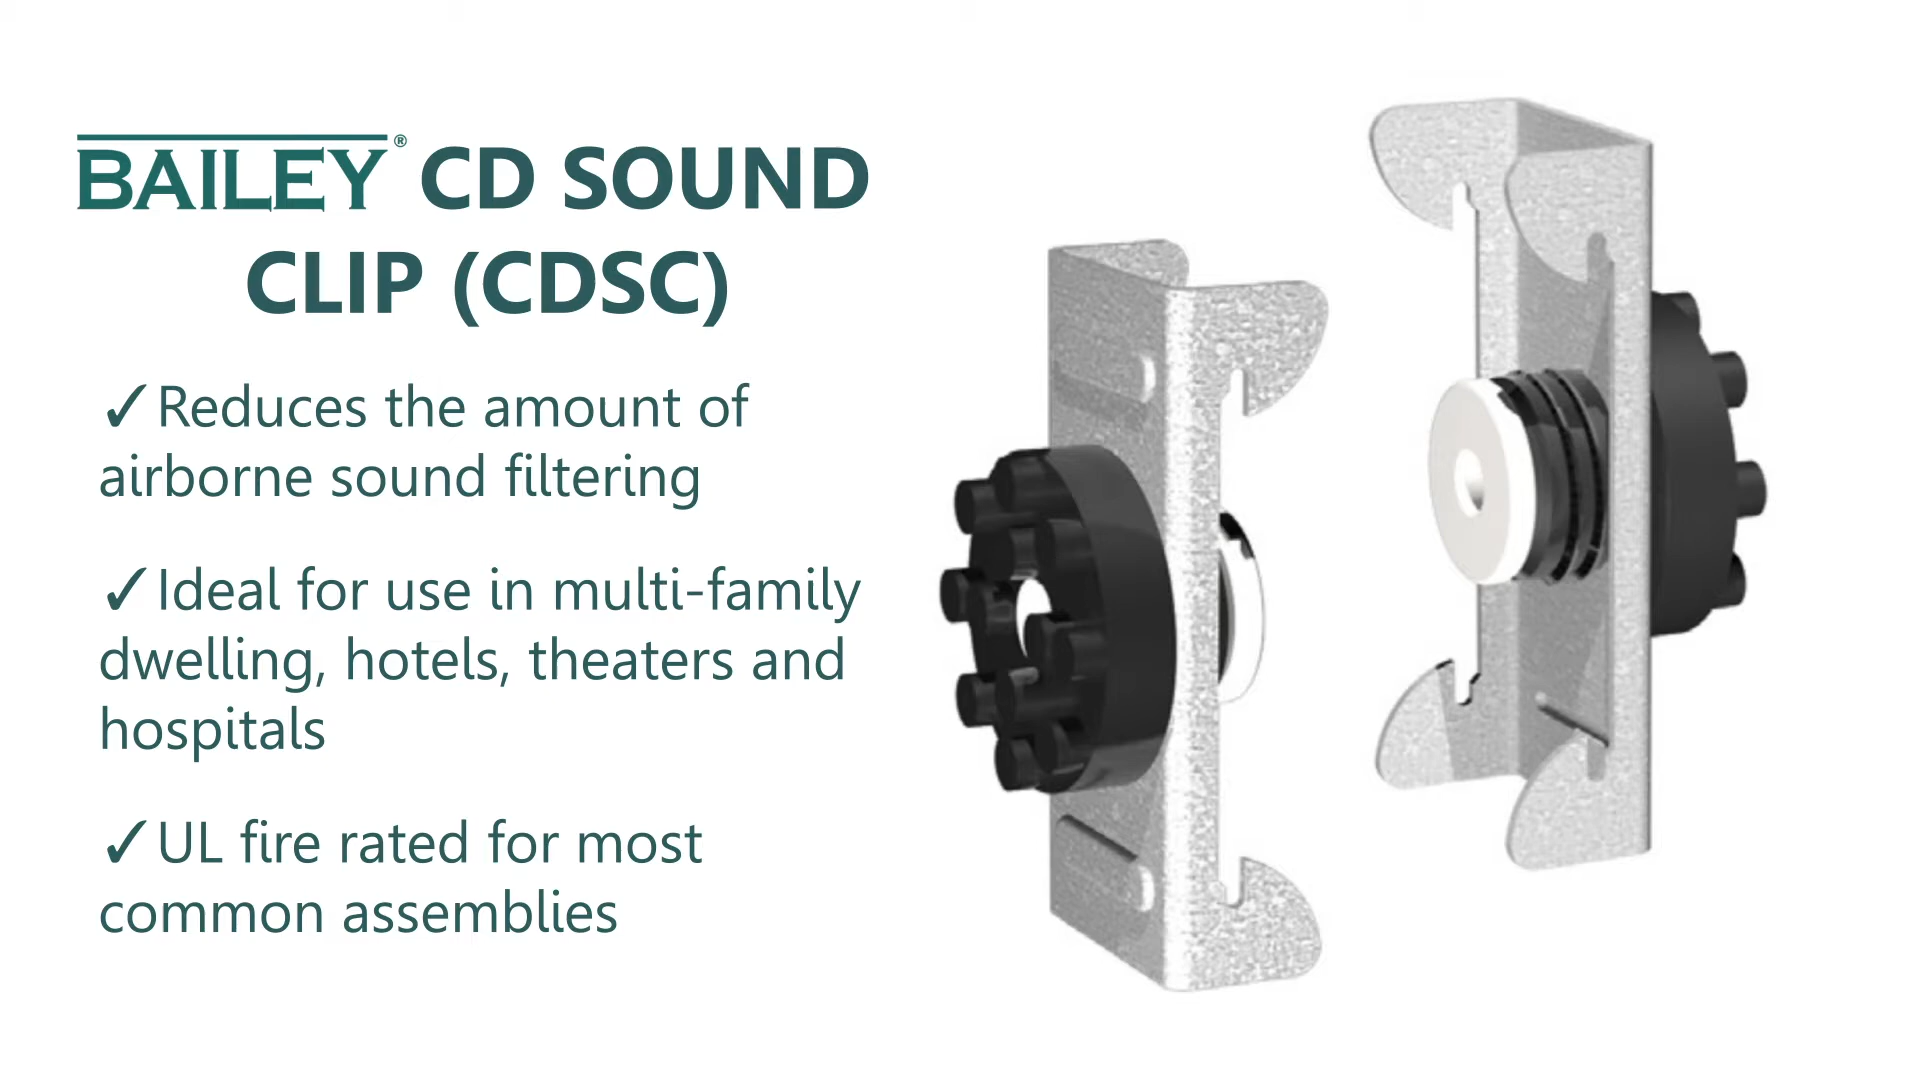 BAILEY® CD SOUND
CLIP (CDSC)
✓Reduces the amount of
airborne sound filtering
✓Ideal for use in multi-family
dwelling, hotels, theaters and
hospitals
✓UL fire rated for most
common assemblies